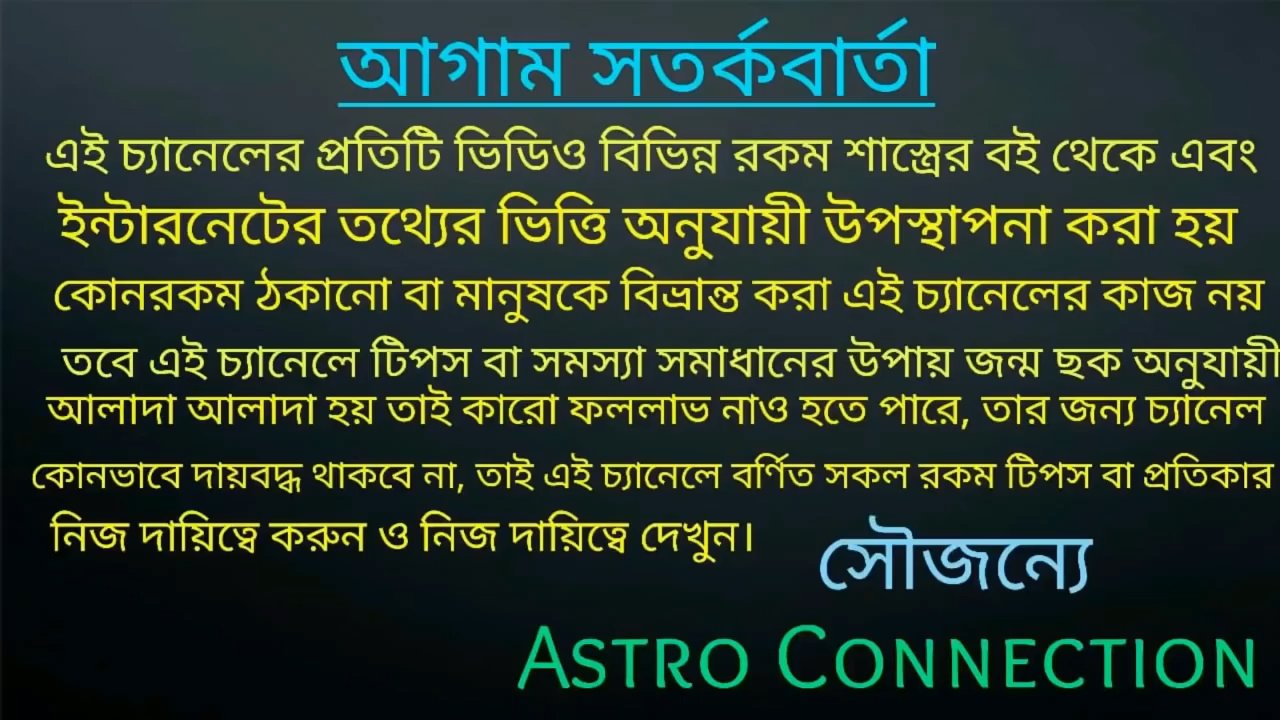 আগাম সতর্কবার্তা
এই চ্যানেলের প্রতিটি ভিডিও বিভিন্ন রকম শাস্ত্রের বই থেকে এবং
ইন্টারনেটের তথ্যের ভিত্তি অনুযায়ী উপস্থাপনা করা হয়
কোনরকম ঠকানো বা মানুষকে বিভ্রান্ত করা এই চ্যানেলের কাজ নয়
তবে এই চ্যানেলে টিপস বা সমস্যা সমাধানের উপায় জন্ম ছক অনুযায়ী
আলাদা আলাদা হয় তাই কারো ফললাভ নাও হতে পারে, তার জন্য চ্যানেল
কোনভাবে দায়বদ্ধ থাকবে না, তাই এই চ্যানেলে বর্ণিত সকল রকম টিপস বা প্রতিকার
নিজ দায়িত্বে করুন ও নিজ দায়িত্বে দেখুন।
সৌজন্যে
ASTRO CONNECTION